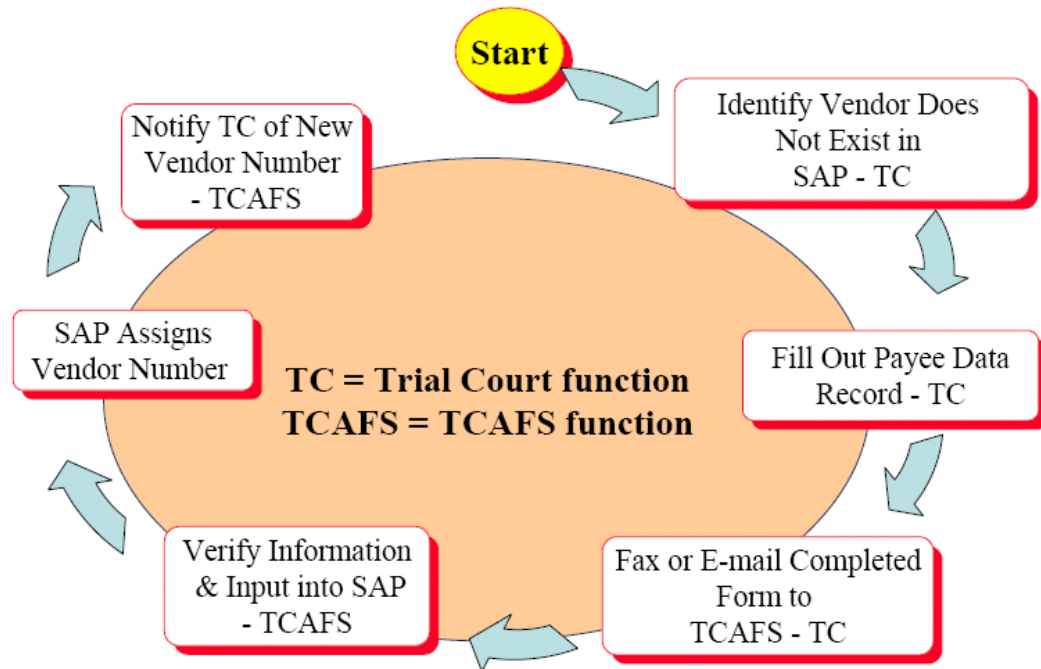 Start
Identify Vendor Does
Not Exist in
SAP - TC
Fill Out Payee Data
Record - TC
Fax or E-mail Completed
Form to
TCAFS - TC
Verify Information
& Input into SAP
- TCAFS
SAP Assigns
Vendor Number
Notify TC of New
Vendor Number
- TCAFS
TC = Trial Court function
TCAFS = TCAFS function